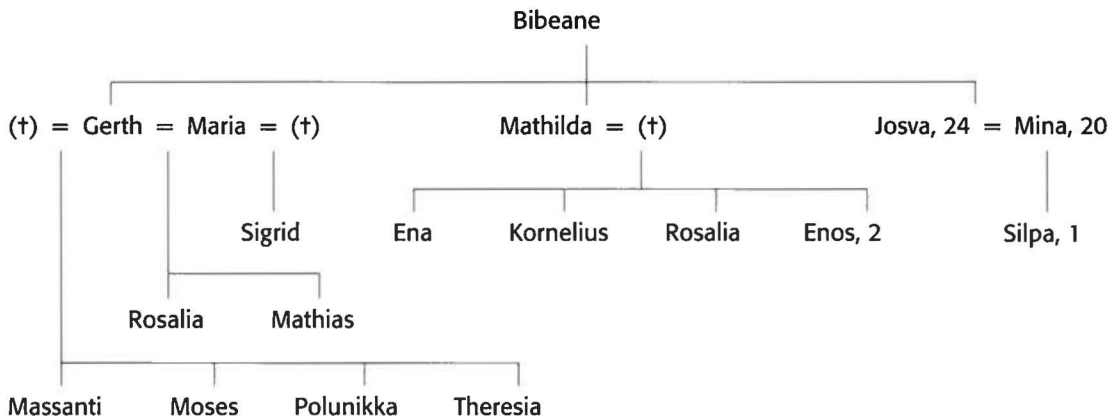 Bibeane
(†) = Gerth = Maria = (†) Mathilda = (†) Josva, 24 = Mina, 20
Sigrid Ena Kornelius Rosalia Enos, 2 Silpa, 1
Rosalia Mathias
Massanti Moses Polunikka Theresia